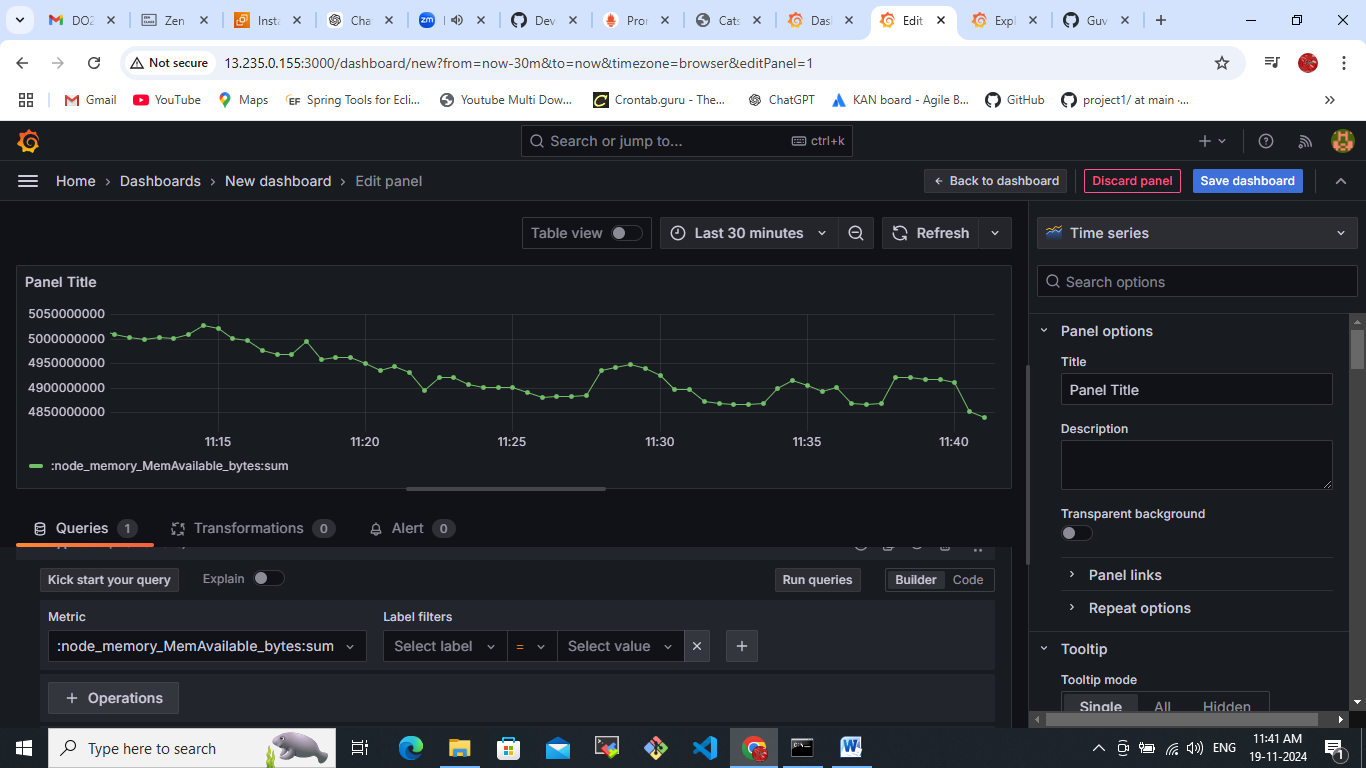 DOZ
Zen
Insta
Cha
Dev
Pror
Cats
Das
Edit
Expl
Guv
Not secure
13.235.0.155:3000/dashboard/new?from=now-30m&to=now&timezone=browser&editPanel=1
Gmail
YouTube
Maps
Spring Tools for Ecli...
Youtube Multi Dow...
Crontab.guru - The...
ChatGPT
KAN board - Agile B...
GitHub
project1/ at main ·...
Search or jump to...
ctrl+k
Home › Dashboards › New dashboard › Edit panel
Back to dashboard
Discard panel
Save dashboard
Table view
Last 30 minutes
Refresh
Time series
Search options
Panel Title
5050000000
5000000000
4950000000
4900000000
4850000000
11:15
11:20
11:25
11:30
11:35
11:40
:node_memory_MemAvailable_bytes:sum
Panel options
Title
Panel Title
Description
Transparent background
Panel links
Repeat options
Tooltip
Tooltip mode
Single
All
Hidden
Queries 1
Transformations 0
Alert 0
Kick start your query
Explain
Run queries
Builder
Code
Metric
Label filters
:node_memory_MemAvailable_bytes:sum
Select label
=
Select value
+ Operations
Type here to search
ENG
11:41 AM
19-11-2024
1